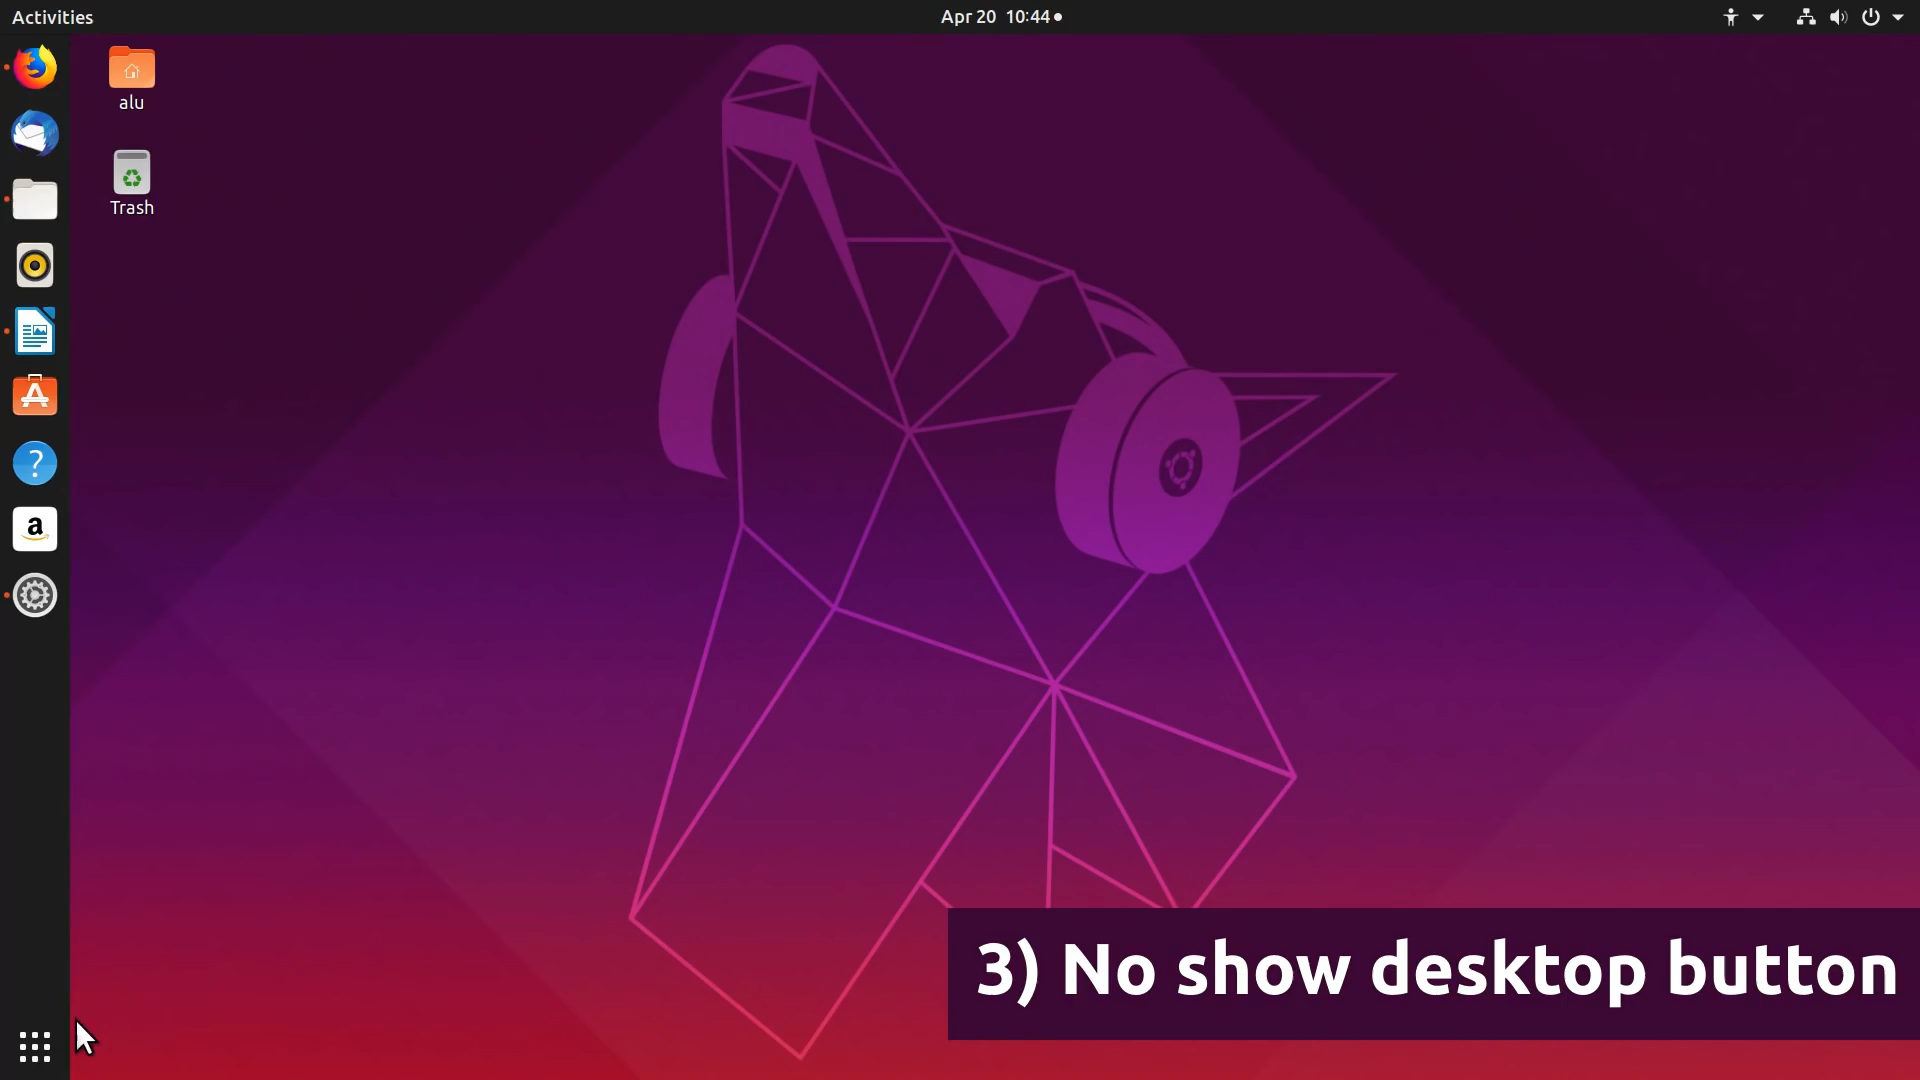 Activities
Apr 20 10:44
alu
Trash
?
a
3) No show desktop button